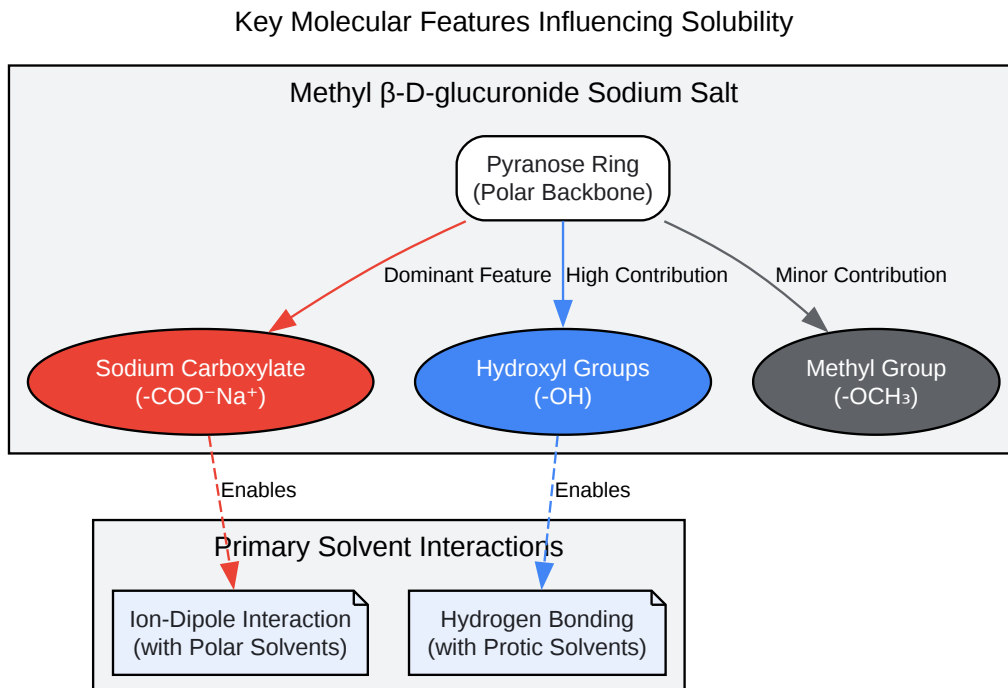 Key Molecular Features Influencing Solubility
Methyl β-D-glucuronide Sodium Salt
Pyranose Ring
(Polar Backbone)
Dominant Feature
High Contribution
Minor Contribution
Sodium Carboxylate
(-COO⁻Na⁺)
Hydroxyl Groups
(-OH)
Methyl Group
(-OCH₃)
Enables
Enables
Primary Solvent Interactions
Ion-Dipole Interaction
(with Polar Solvents)
Hydrogen Bonding
(with Protic Solvents)